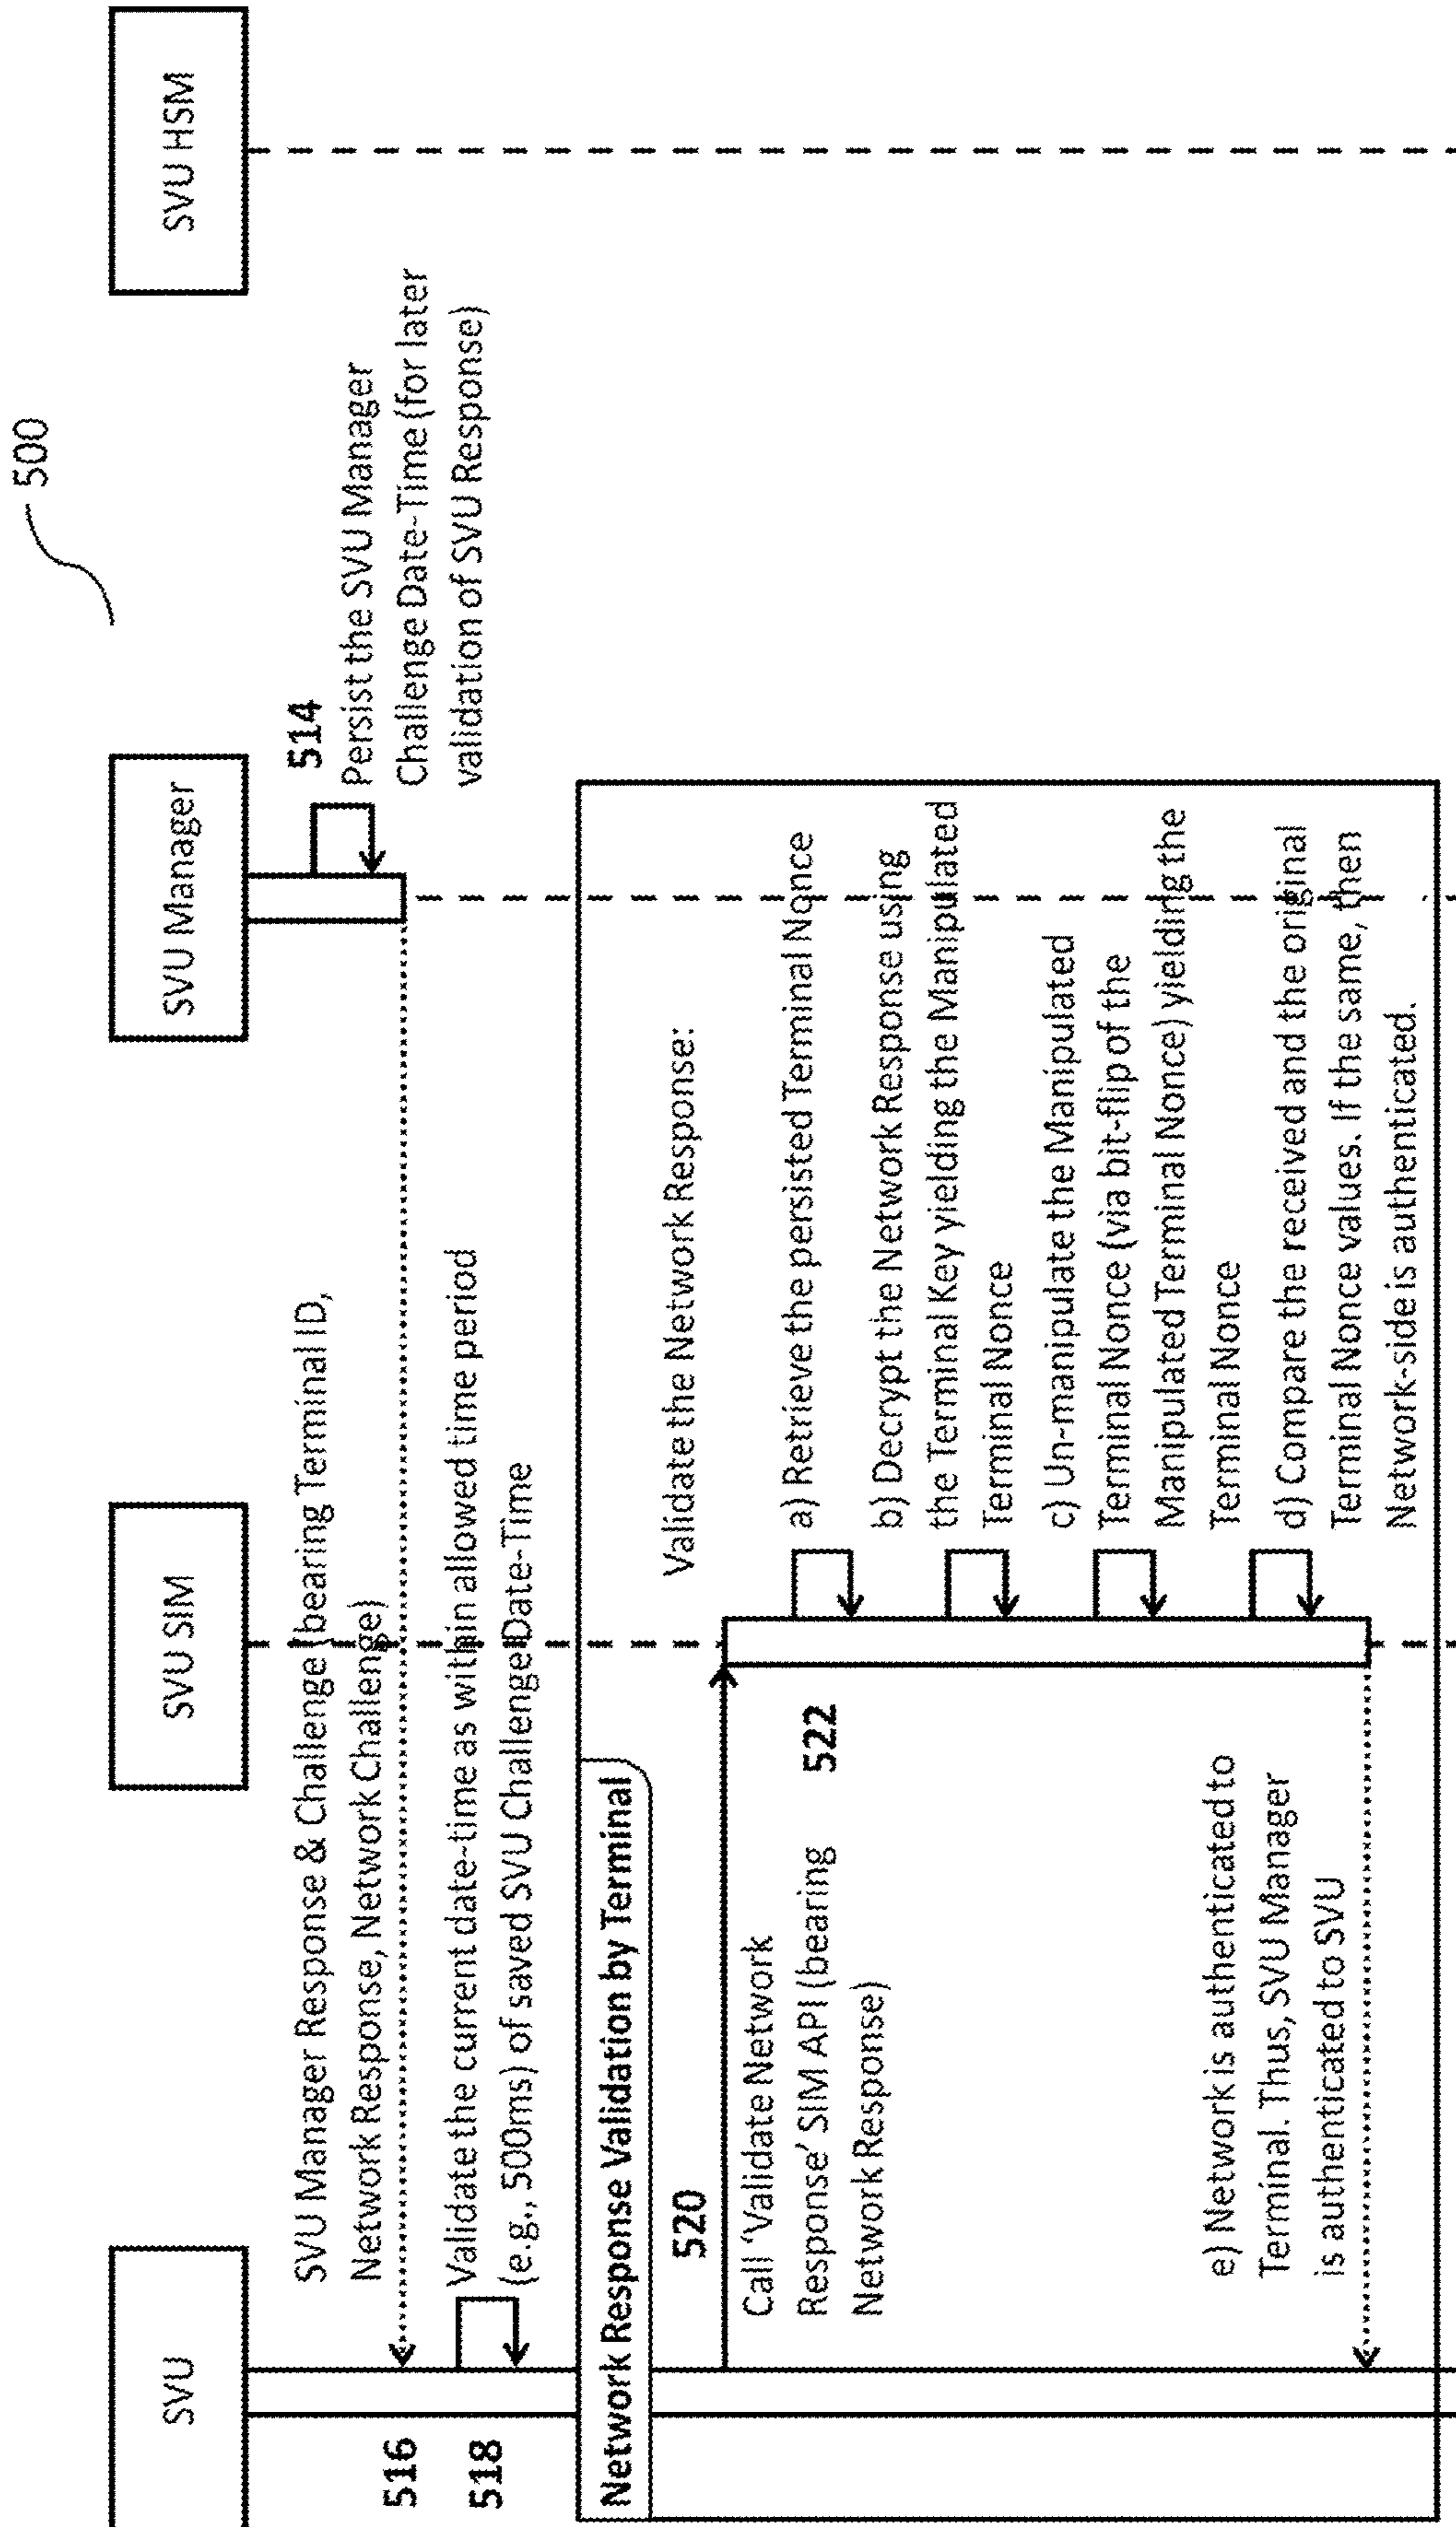 500
SVU
SVU SIM
SVU Manager
SVU HSM
514
Persist the SVU Manager
Challenge Date-Time (for later
validation of SVU Response)
SVU Manager Response & Challenge (bearing Terminal ID,
Network Response, Network Challenge)
516
518
Validate the current date-time as within allowed time period
(e.g., 500ms) of saved SVU Challenge Date-Time
Network Response Validation by Terminal
520
Call ‘Validate Network
Response’ SIM API (bearing
Network Response)
522
Validate the Network Response:
a) Retrieve the persisted Terminal Nonce
b) Decrypt the Network Response using
the Terminal Key yielding the Manipulated
Terminal Nonce
c) Un-manipulate the Manipulated
Terminal Nonce (via bit-flip of the
Manipulated Terminal Nonce) yielding the
Terminal Nonce
d) Compare the received and the original
Terminal Nonce values. If the same, then
Network-side is authenticated.
e) Network is authenticated to
Terminal. Thus, SVU Manager
is authenticated to SVU